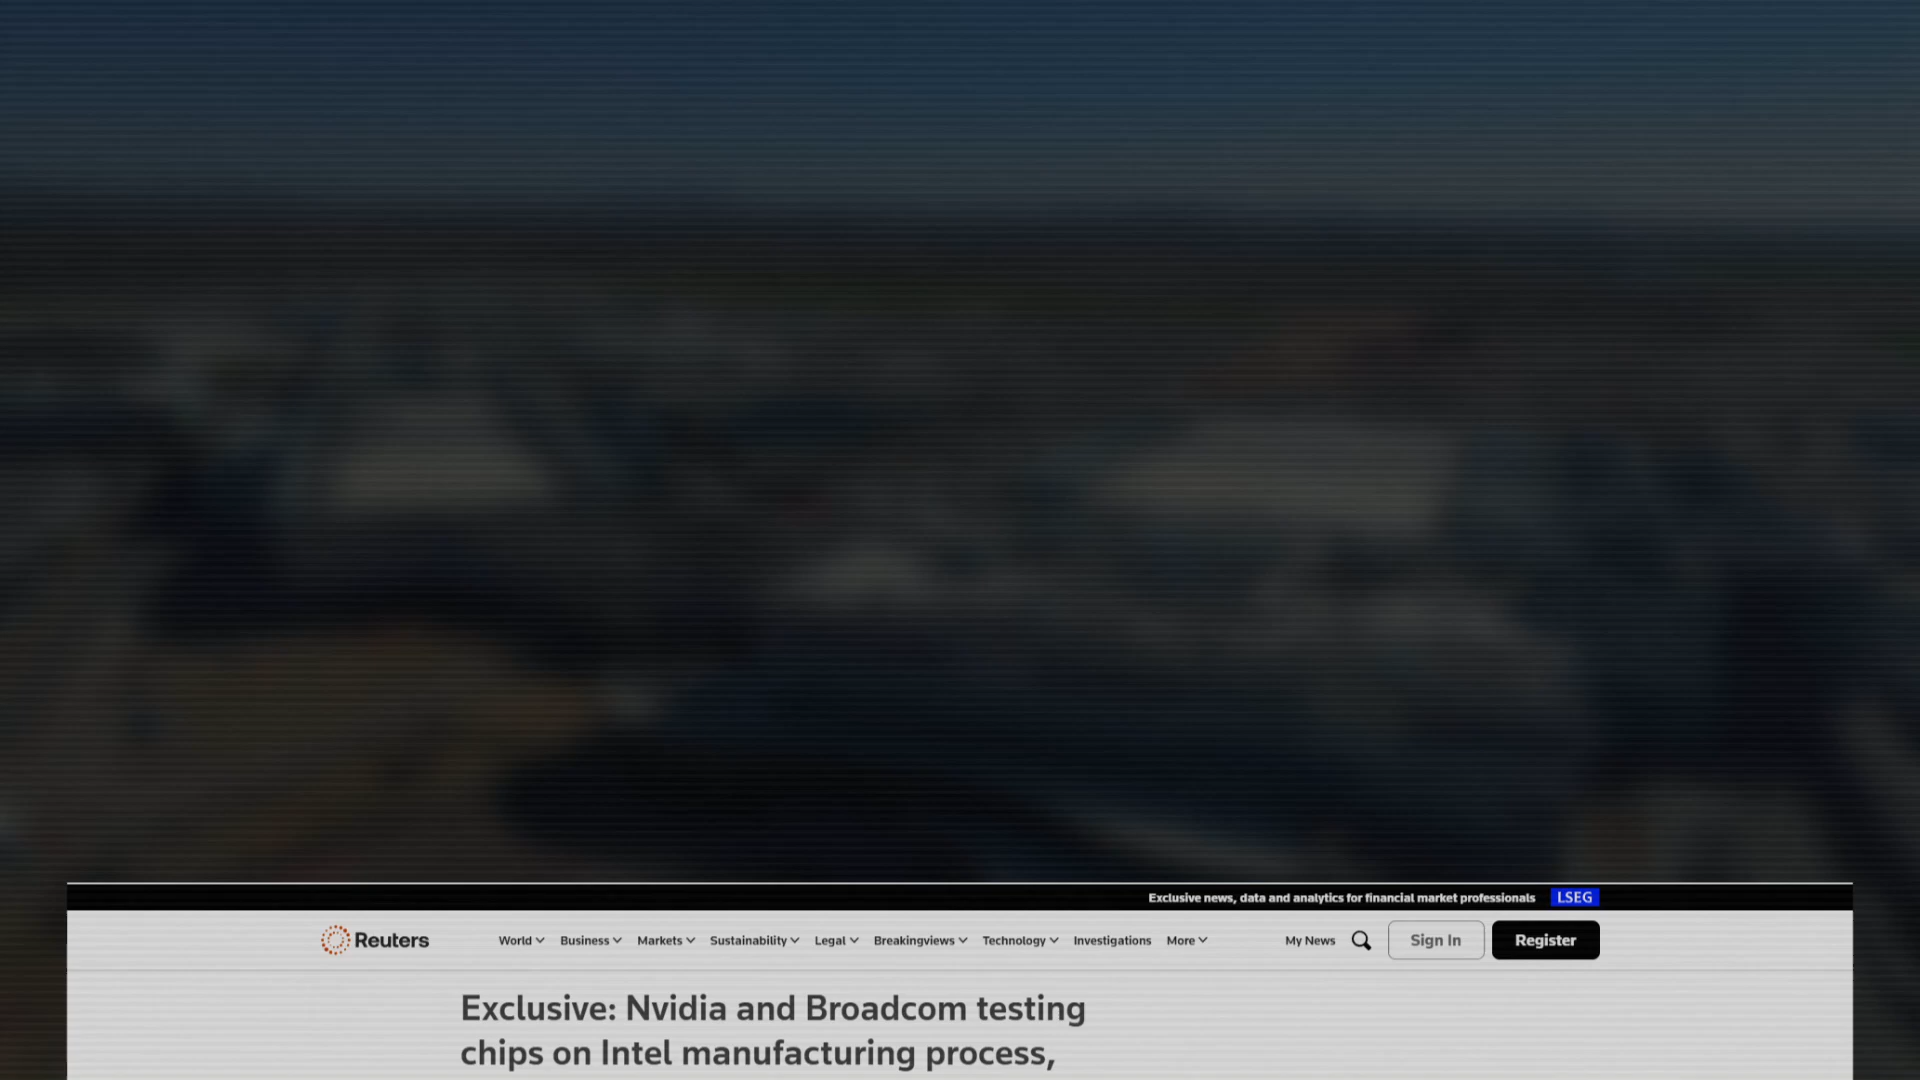 Exclusive news, data and analytics for financial market professionals LSEG
Reuters World Business Markets Sustainability Legal Breakingviews Technology Investigations More My News Sign In Register
Exclusive: Nvidia and Broadcom testing
chips on Intel manufacturing process,